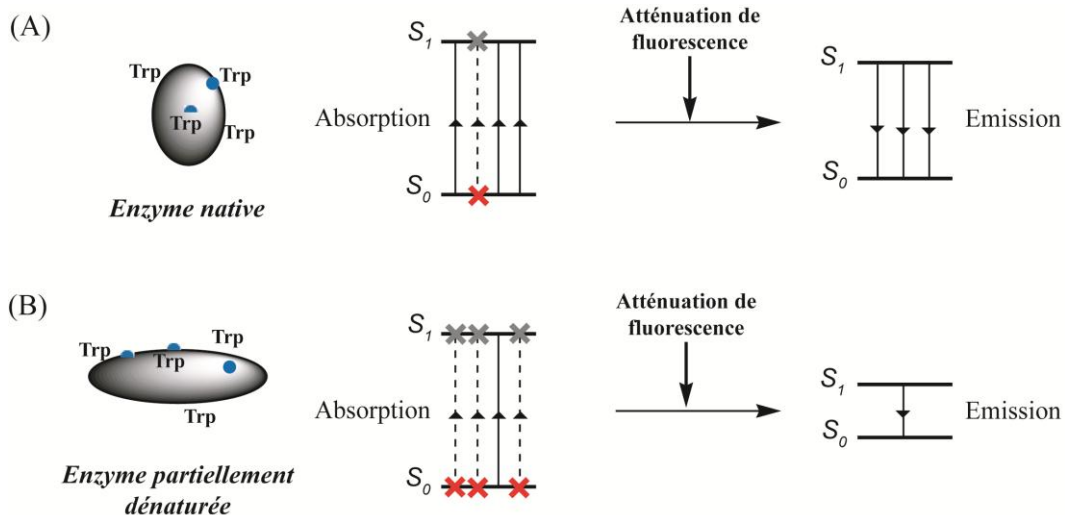 (A)
Trp
Trp
Trp
Trp
Enzyme native
S1
Absorption
S0
Atténuation de
fluorescence
S1
Emission
S0
(B)
Trp
Trp
Trp
Trp
Enzyme partiellement
dénaturée
S1
Absorption
S0
Atténuation de
fluorescence
S1
Emission
S0